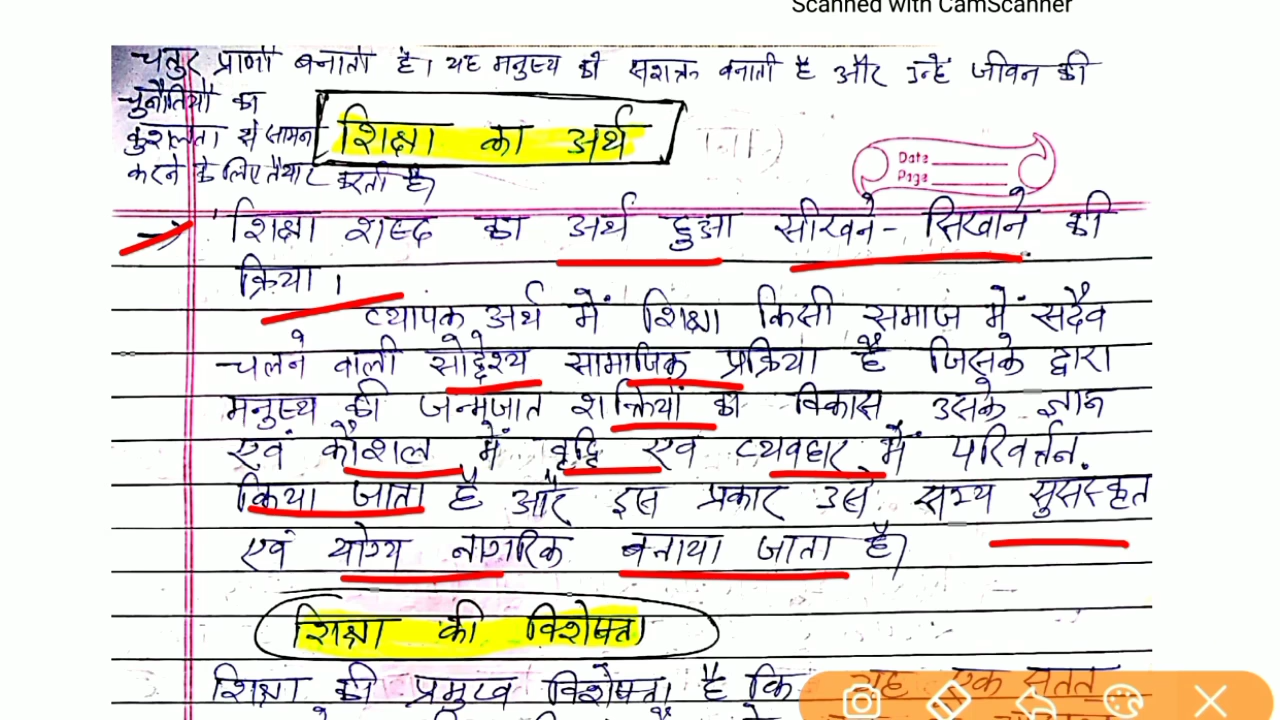 Scanned with CamScanner
चतुर प्राणी बनाती है। यह मनुष्य को सशक्त बनाती है और उन्हें जीवन की
चुनौतियों का
कुशलता से सामना
करने के लिए तैयार करती है।
शिक्षा का अर्थ
Date
Page
→ शिक्षा शब्द का अर्थ हुआ सीखने - सिखाने की
क्रिया।
व्यापक अर्थ में शिक्षा किसी समाज में सदैव
चलने वाली सोद्देश्य सामाजिक प्रक्रिया है जिसके द्वारा
मनुष्य की जन्मजात शक्तियों का विकास उसके ज्ञान
एवं कौशल में वृद्धि एवं व्यवहार में परिवर्त्तन
किया जाता है और इस प्रकार उसे सभ्य सुसंस्कृत
एवं योग्य नागरिक बनाया जाता है।
शिक्षा की विशेषता
शिक्षा की प्रमुख विशेषता है कि यह एक सतत्